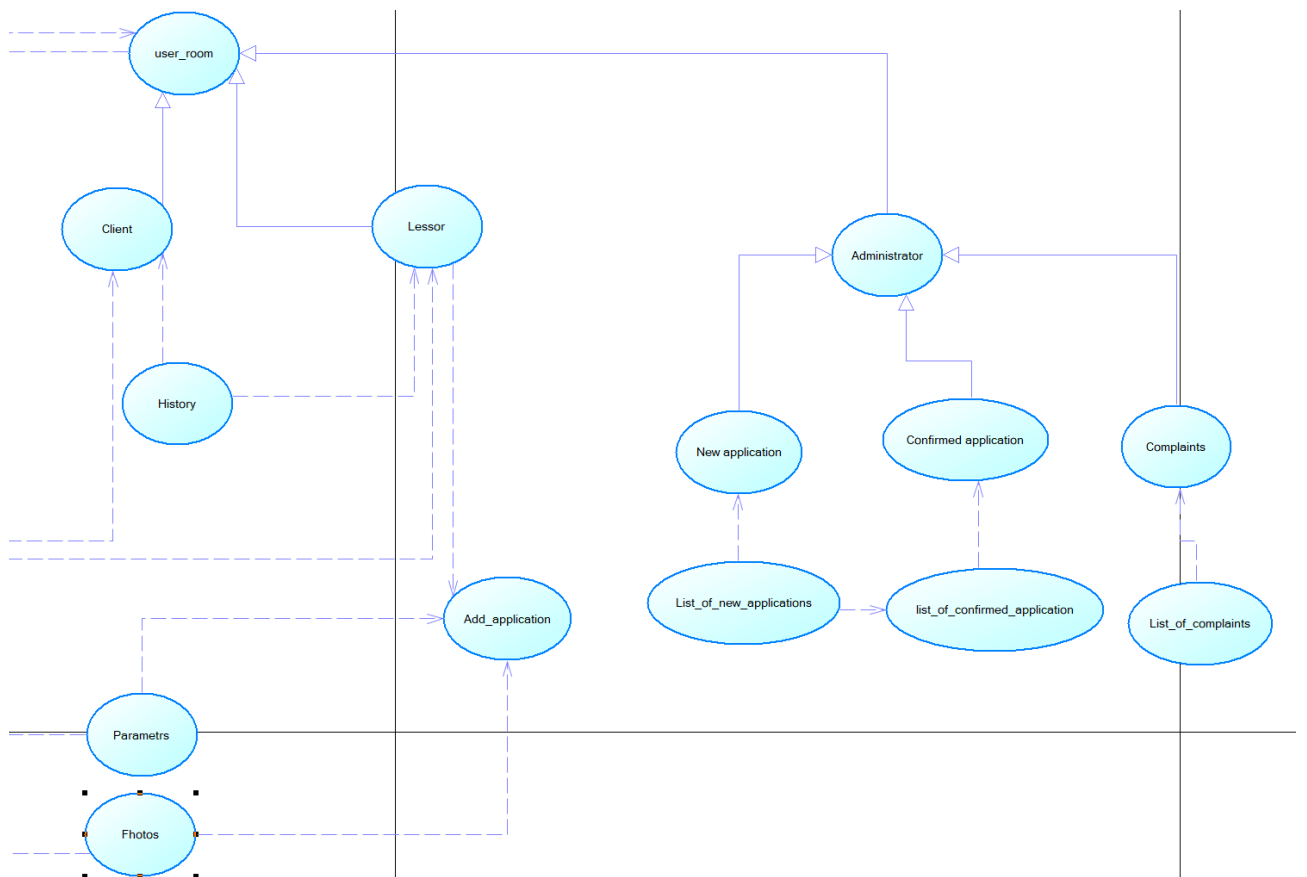 user_room
Client
Lessor
Administrator
History
New application
Confirmed application
Complaints
List_of_new_applications
list_of_confirmed_application
List_of_complaints
Add_application
Parametrs
Fhotos